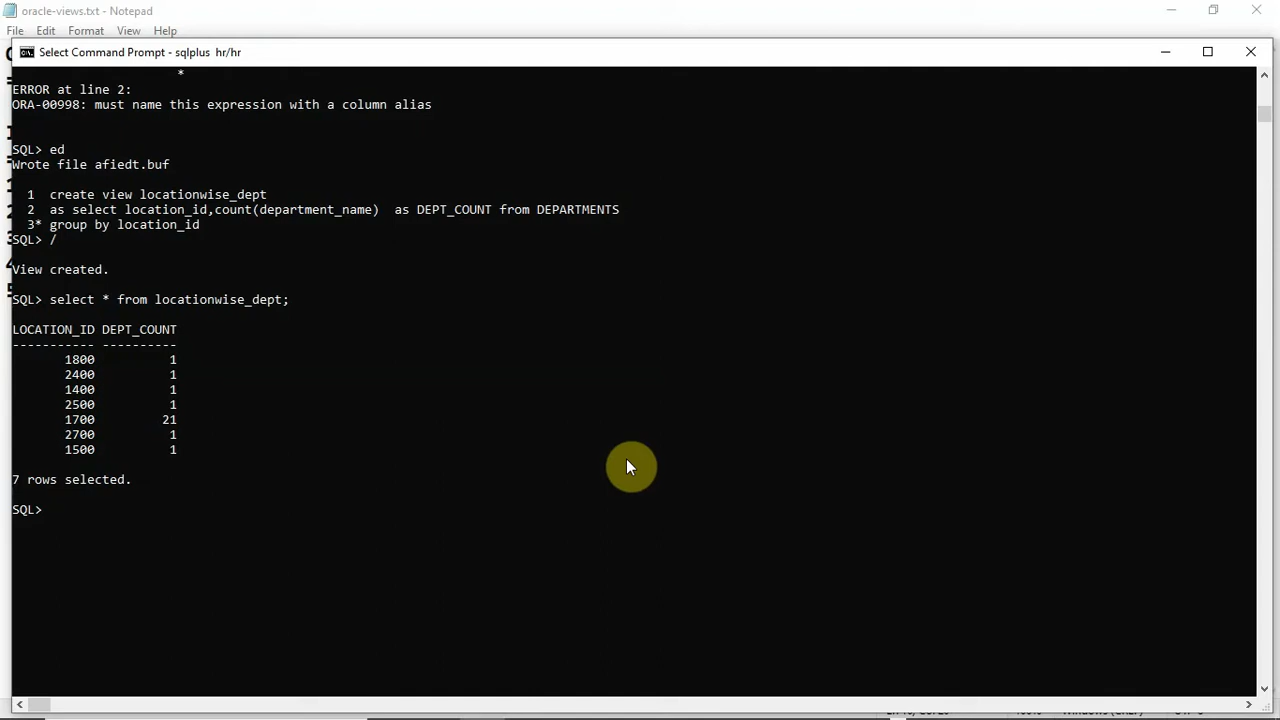 oracle-views.txt - Notepad
File Edit Format View Help
Select Command Prompt - sqlplus hr/hr
*
ERROR at line 2:
ORA-00998: must name this expression with a column alias
SQL> ed
Wrote file afiedt.buf
1 create view locationwise_dept
2 as select location_id,count(department_name) as DEPT_COUNT from DEPARTMENTS
3* group by location_id
SQL> /
View created.
SQL> select * from locationwise_dept;
LOCATION_ID DEPT_COUNT
----------- ----------
1800 1
2400 1
1400 1
2500 1
1700 21
2700 1
1500 1
7 rows selected.
SQL>